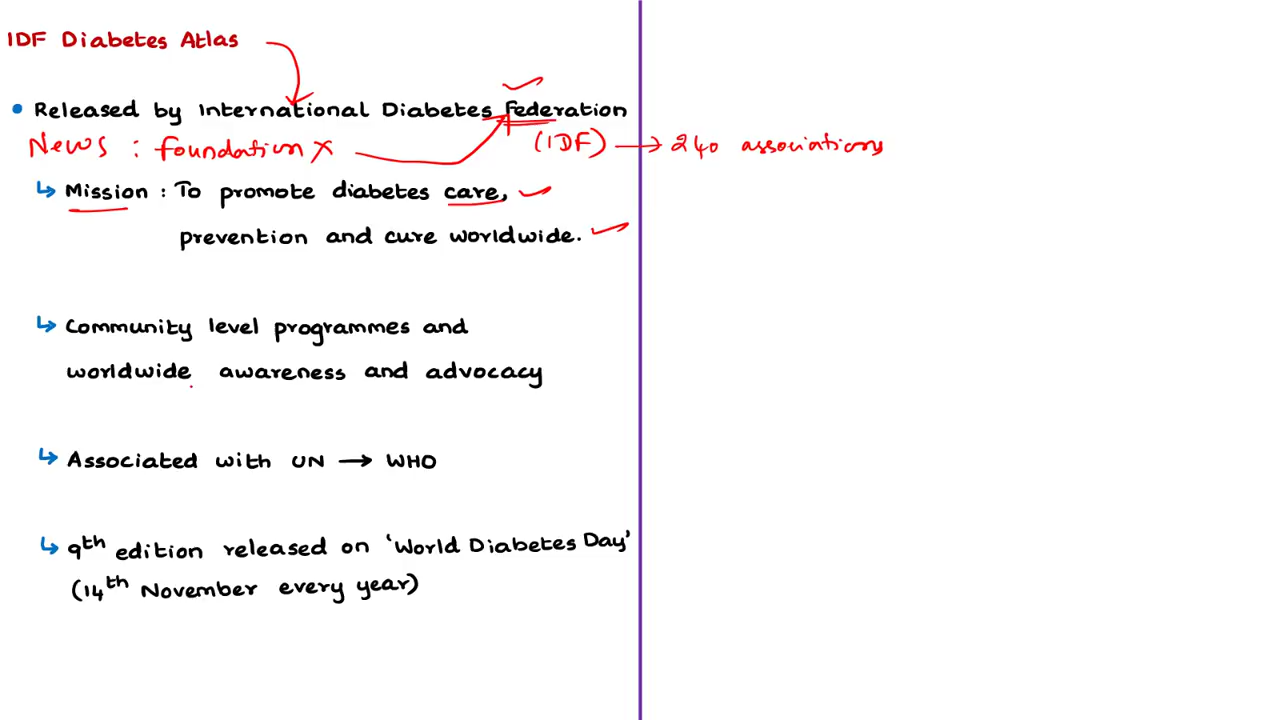 IDF Diabetes Atlas
• Released by International Diabetes Federation
News : foundation x
(IDF) → 240 associations
↳ Mission : To promote diabetes care,
prevention and cure worldwide.
↳ Community level programmes and
worldwide awareness and advocacy
↳ Associated with UN → WHO
↳ 9th edition released on 'World Diabetes Day'
(14th November every year)